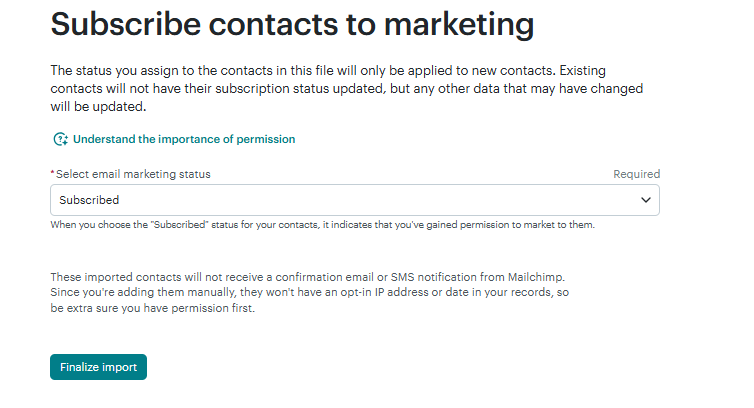 Subscribe contacts to marketing
The status you assign to the contacts in this file will only be applied to new contacts. Existing
contacts will not have their subscription status updated, but any other data that may have changed
will be updated.
Understand the importance of permission
*Select email marketing status Required
Subscribed
When you choose the "Subscribed" status for your contacts, it indicates that you've gained permission to market to them.
These imported contacts will not receive a confirmation email or SMS notification from Mailchimp.
Since you're adding them manually, they won't have an opt-in IP address or date in your records, so
be extra sure you have permission first.
Finalize import